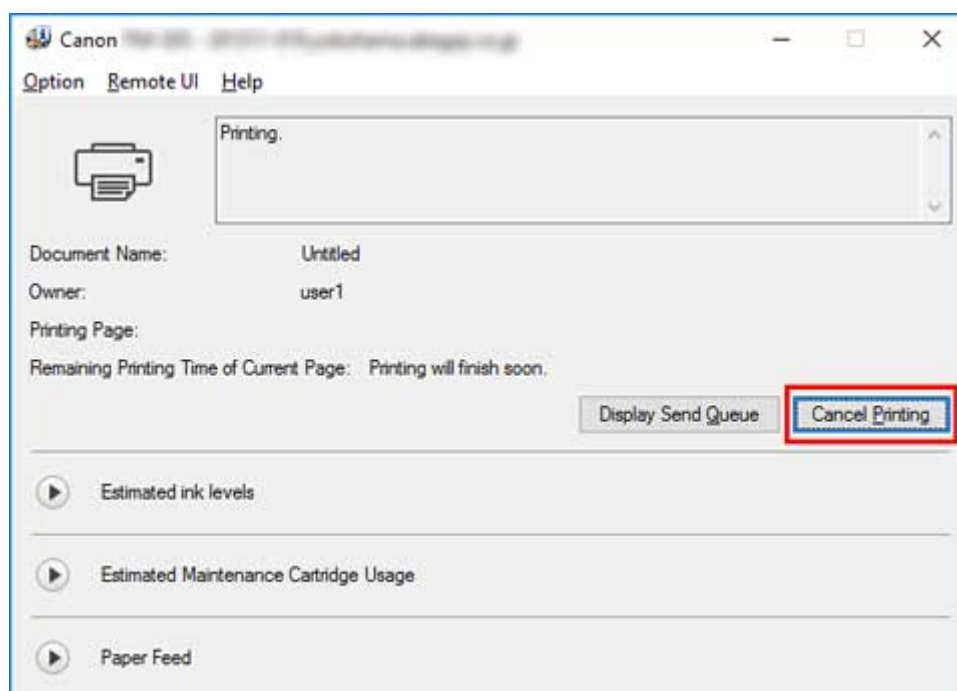 Canon
Option Remote UI Help
Printing.
Document Name: Untitled
Owner: user1
Printing Page:
Remaining Printing Time of Current Page: Printing will finish soon.
Display Send Queue Cancel Printing
Estimated ink levels
Estimated Maintenance Cartridge Usage
Paper Feed